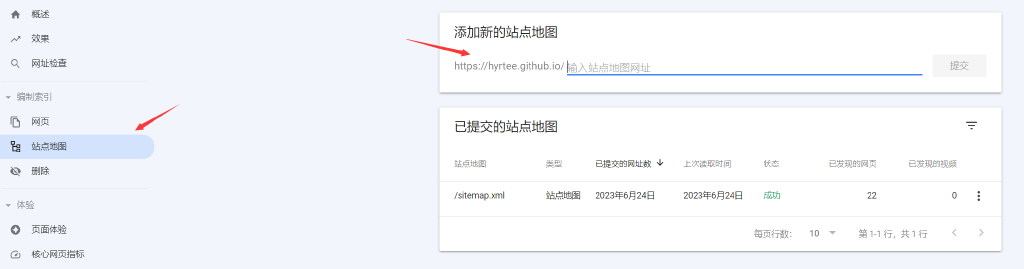 概述
效果
网址检查
编制索引
网页
站点地图
删除
体验
页面体验
核心网页指标
添加新的站点地图
https://hyrtee.github.io/ 输入站点地图网址 提交
已提交的站点地图
站点地图 类型 已提交的网址数 上次读取时间 状态 已发现的网页 已发现的视频
/sitemap.xml 站点地图 2023年6月24日 2023年6月24日 成功 22 0
每页行数: 10 第 1-1 行，共 1 行